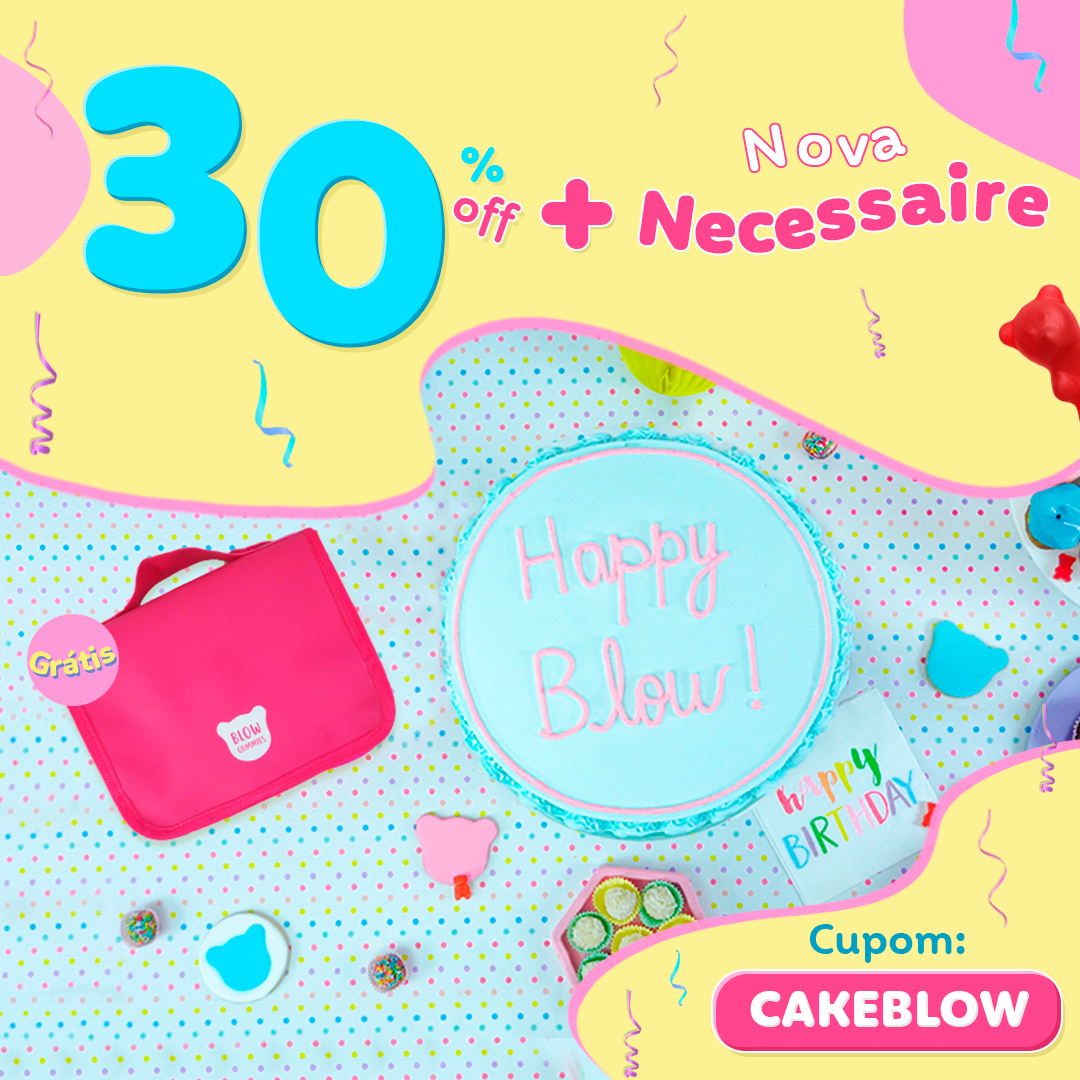 30
%
off
+
Nova
Necessaire
Grátis
BLOW
GUMMIES
Happy
Blow!
happy
BIRTHDAY
Cupom:
CAKEBLOW